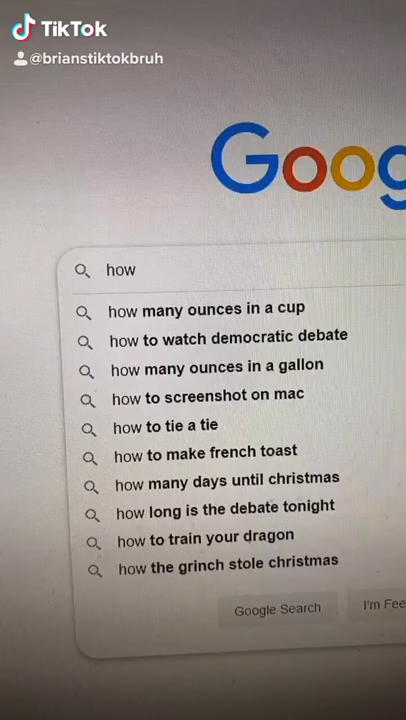 TikTok
@brianstiktokbruh
Goog
how
how many ounces in a cup
how to watch democratic debate
how many ounces in a gallon
how to screenshot on mac
how to tie a tie
how to make french toast
how many days until christmas
how long is the debate tonight
how to train your dragon
how the grinch stole christmas
Google Search
I'm Fee